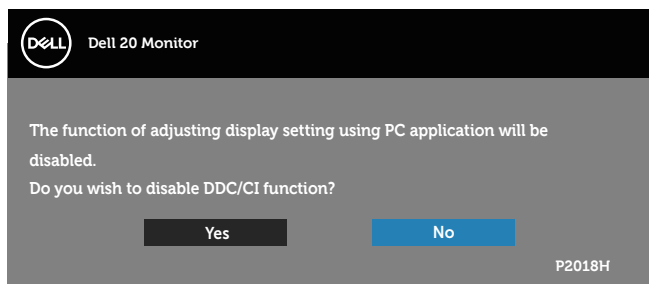 DELL
Dell 20 Monitor
The function of adjusting display setting using PC application will be
disabled.
Do you wish to disable DDC/CI function?
Yes No
P2018H